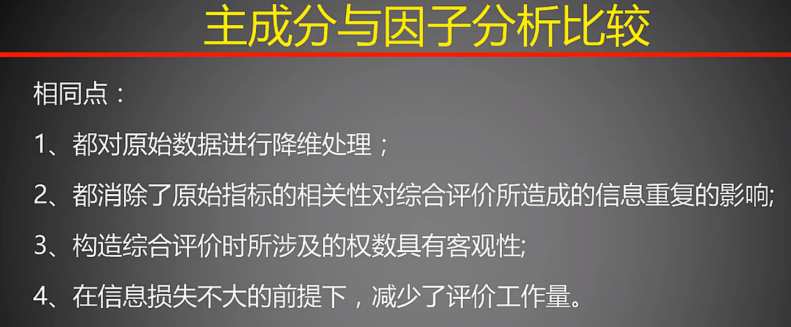 主成分与因子分析比较
相同点：
1、都对原始数据进行降维处理；
2、都消除了原始指标的相关性对综合评价所造成的信息重复的影响;
3、构造综合评价时所涉及的权数具有客观性;
4、在信息损失不大的前提下，减少了评价工作量。